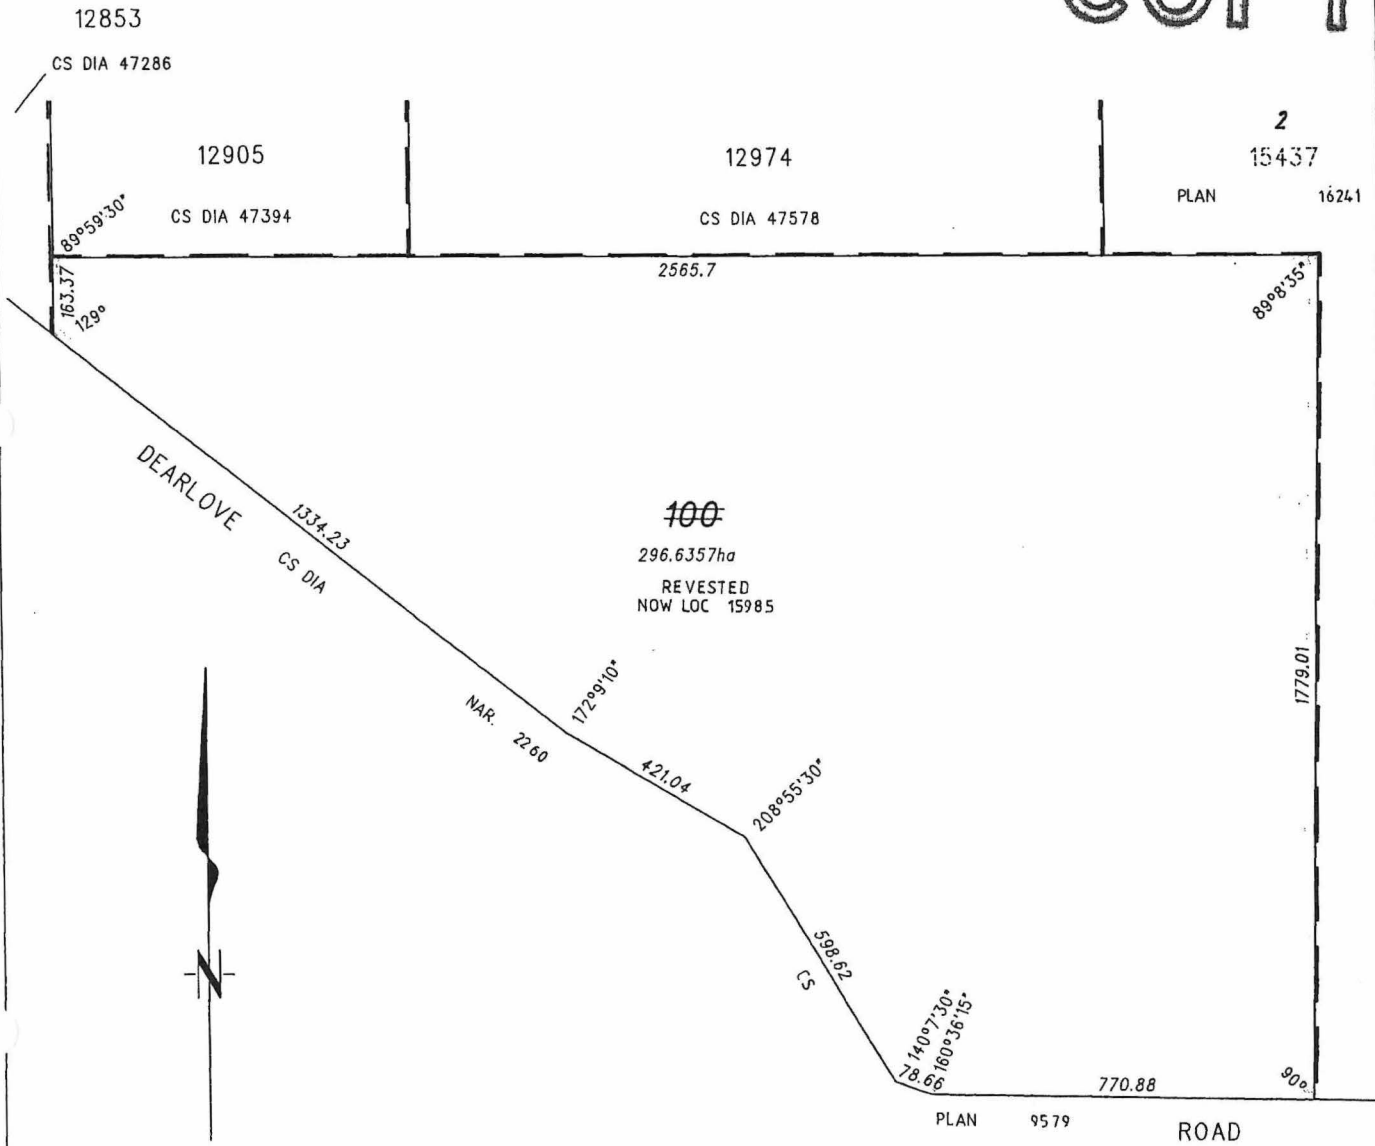 COPY
12853
CS DIA 47286
12905
CS DIA 47394
12974
CS DIA 47578
2
15437
PLAN 16241
89°59'30"
163.37
129°
2565.7
89°8'35"
DEARLOVE
1334.23
CS DIA
NAR. 2260
100
296.6357ha
REVESTED
NOW LOC 15985
172°9'10"
421.04
208°55'30"
1779.01
598.62
CS
140°7'30"
160°36'15"
78.66
770.88
90°
N
PLAN 9579
ROAD